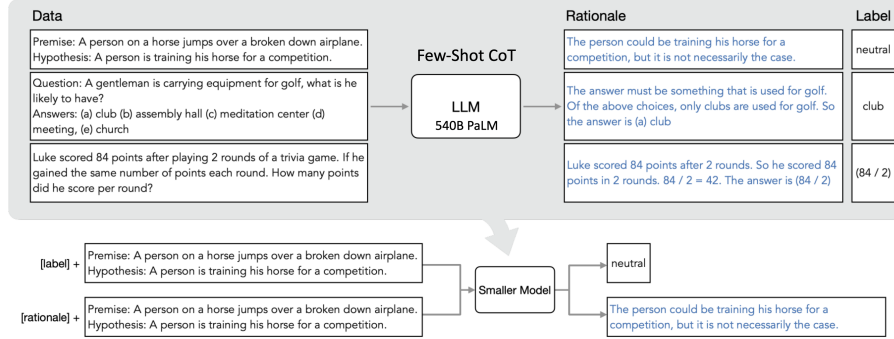 Data
Rationale
Label
Premise: A person on a horse jumps over a broken down airplane.
Hypothesis: A person is training his horse for a competition.
Few-Shot CoT
The person could be training his horse for a
competition, but it is not necessarily the case.
neutral
Question: A gentleman is carrying equipment for golf, what is he
likely to have?
Answers: (a) club (b) assembly hall (c) meditation center (d)
meeting, (e) church
LLM
540B PaLM
The answer must be something that is used for golf.
Of the above choices, only clubs are used for golf. So
the answer is (a) club
club
Luke scored 84 points after playing 2 rounds of a trivia game. If he
gained the same number of points each round. How many points
did he score per round?
Luke scored 84 points after 2 rounds. So he scored 84
points in 2 rounds. 84 / 2 = 42. The answer is (84 / 2)
(84 / 2)
[label] +
Premise: A person on a horse jumps over a broken down airplane.
Hypothesis: A person is training his horse for a competition.
neutral
Smaller Model
[rationale] +
Premise: A person on a horse jumps over a broken down airplane.
Hypothesis: A person is training his horse for a competition.
The person could be training his horse for a
competition, but it is not necessarily the case.